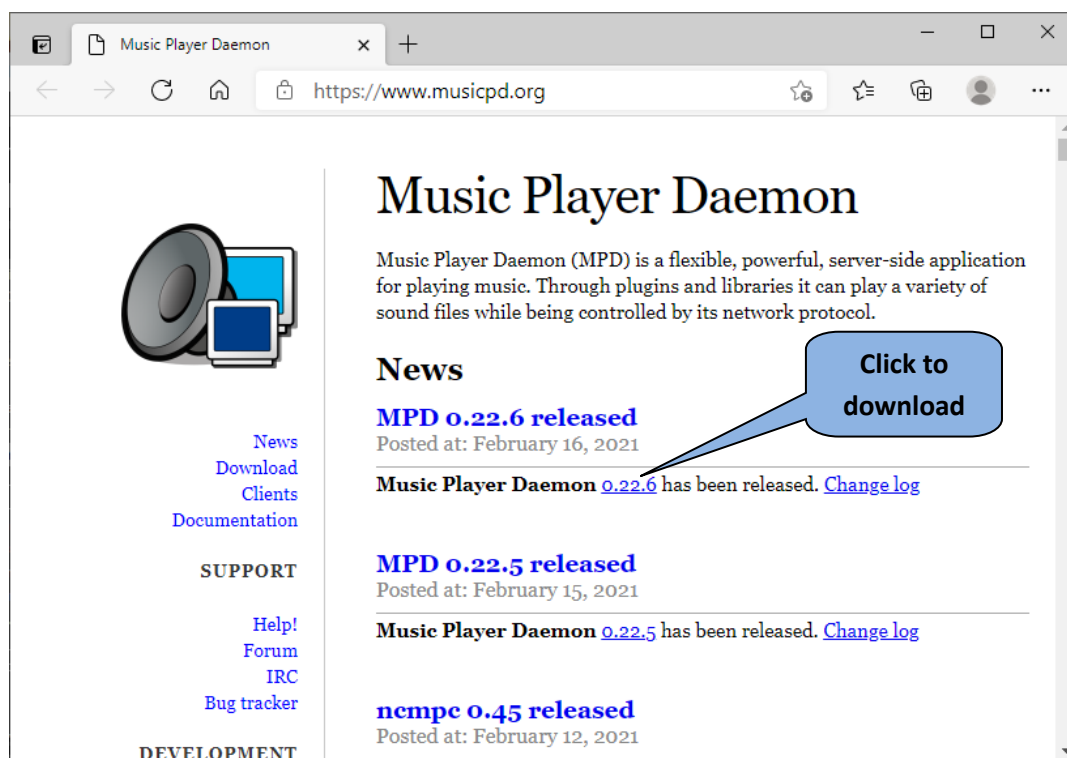 Music Player Daemon
https://www.musicpd.org
Music Player Daemon
Music Player Daemon (MPD) is a flexible, powerful, server-side application
for playing music. Through plugins and libraries it can play a variety of
sound files while being controlled by its network protocol.
News
Click to
download
MPD 0.22.6 released
Posted at: February 16, 2021
Music Player Daemon 0.22.6 has been released. Change log
MPD 0.22.5 released
Posted at: February 15, 2021
Music Player Daemon 0.22.5 has been released. Change log
ncmpc 0.45 released
Posted at: February 12, 2021
News
Download
Clients
Documentation
SUPPORT
Help!
Forum
IRC
Bug tracker
DEVELOPMENT